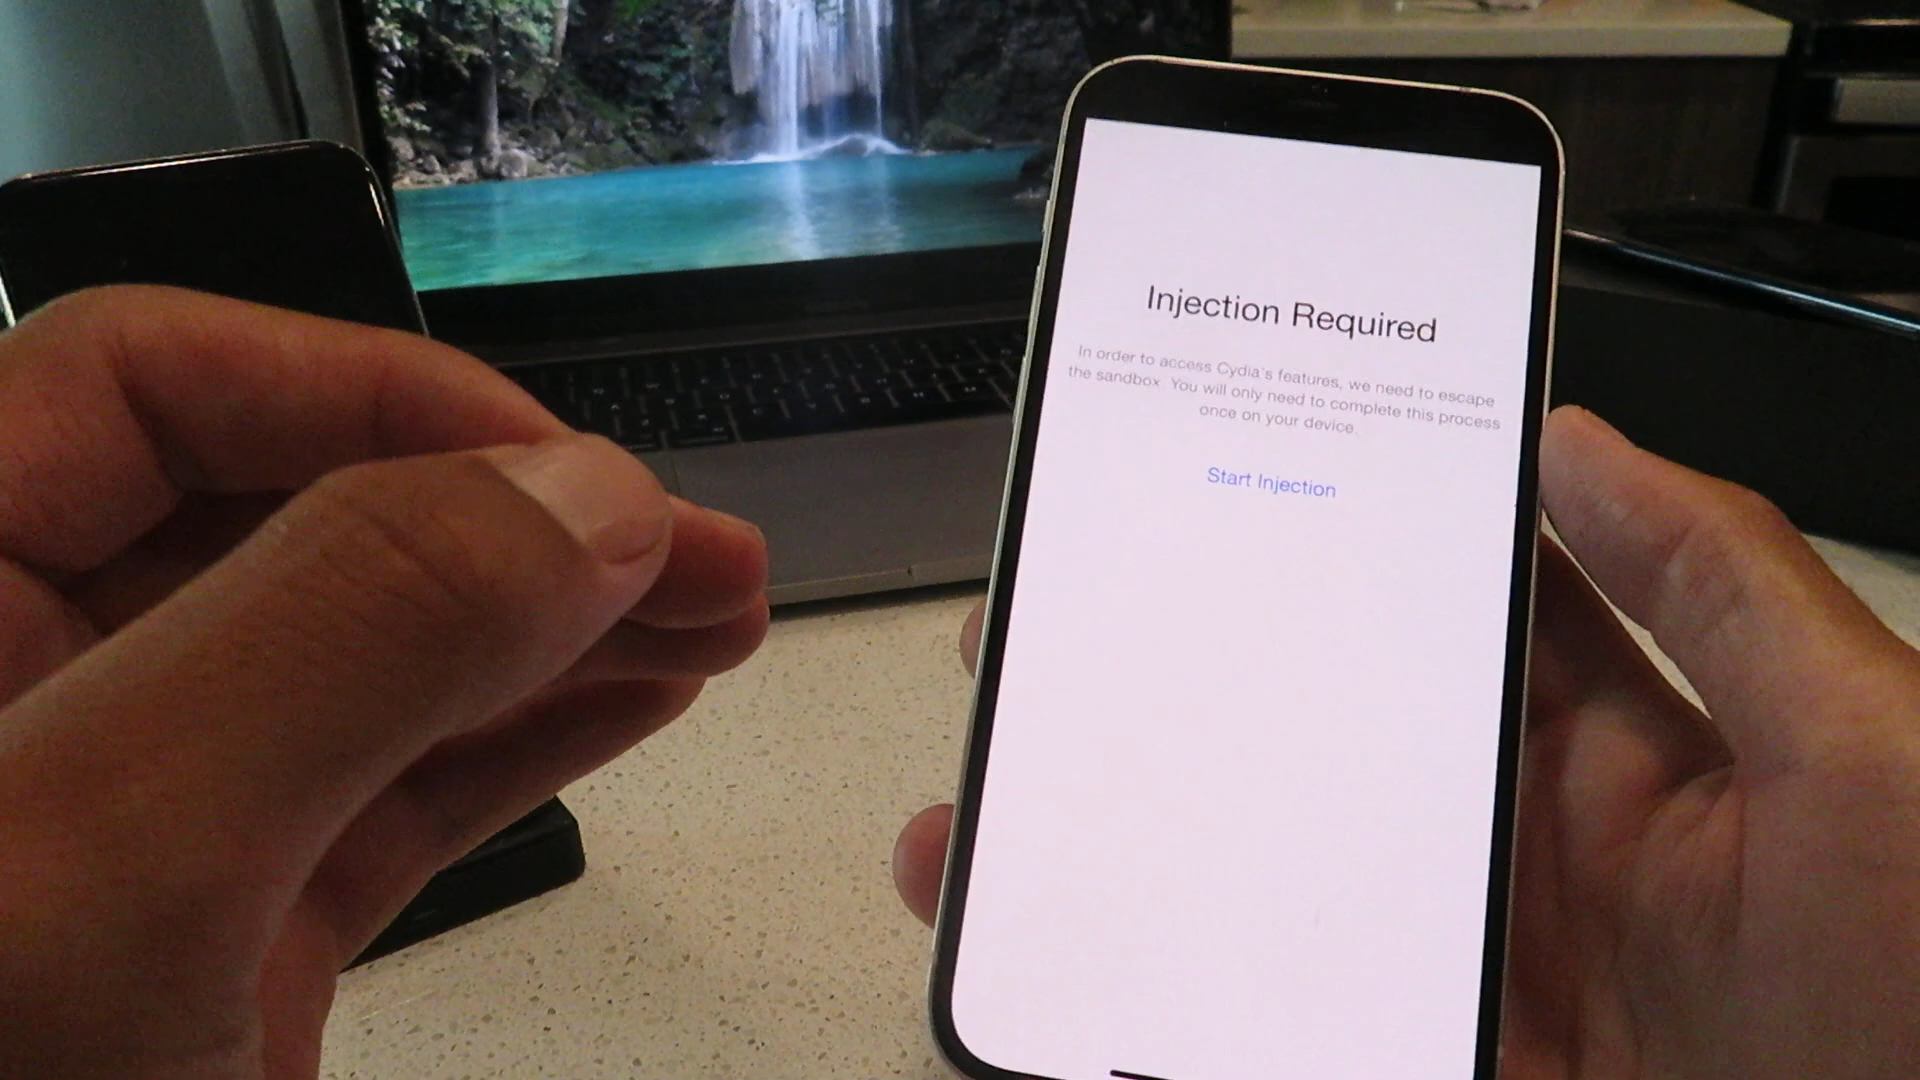 Injection Required
In order to access Cydia's features, we need to escape
the sandbox. You will only need to complete this process
once on your device.
Start Injection